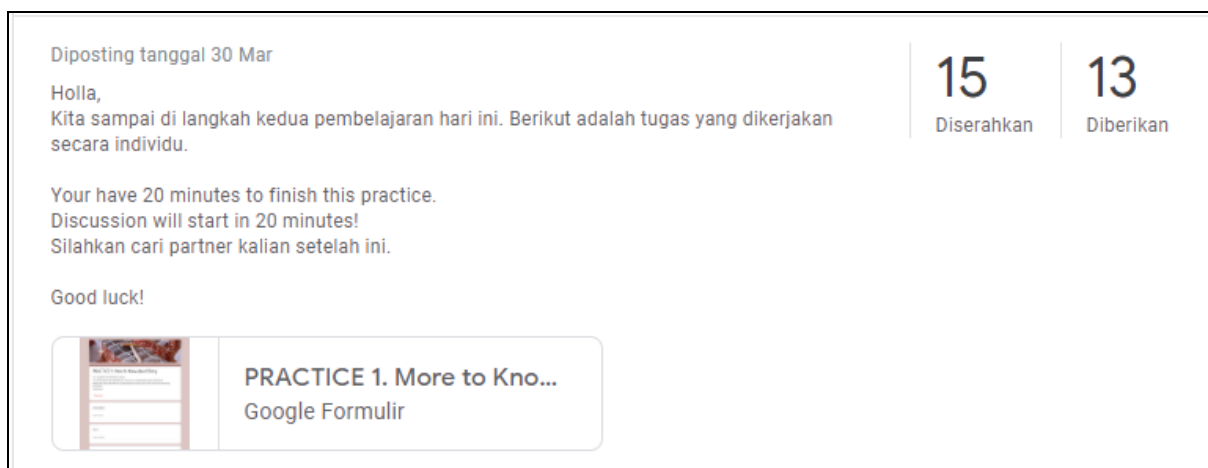 Diposting tanggal 30 Mar
Holla,
Kita sampai di langkah kedua pembelajaran hari ini. Berikut adalah tugas yang dikerjakan
secara individu.
Your have 20 minutes to finish this practice.
Discussion will start in 20 minutes!
Silahkan cari partner kalian setelah ini.
Good luck!
15
Diserahkan
13
Diberikan
PRACTICE 1. More to Kno...
Google Formulir